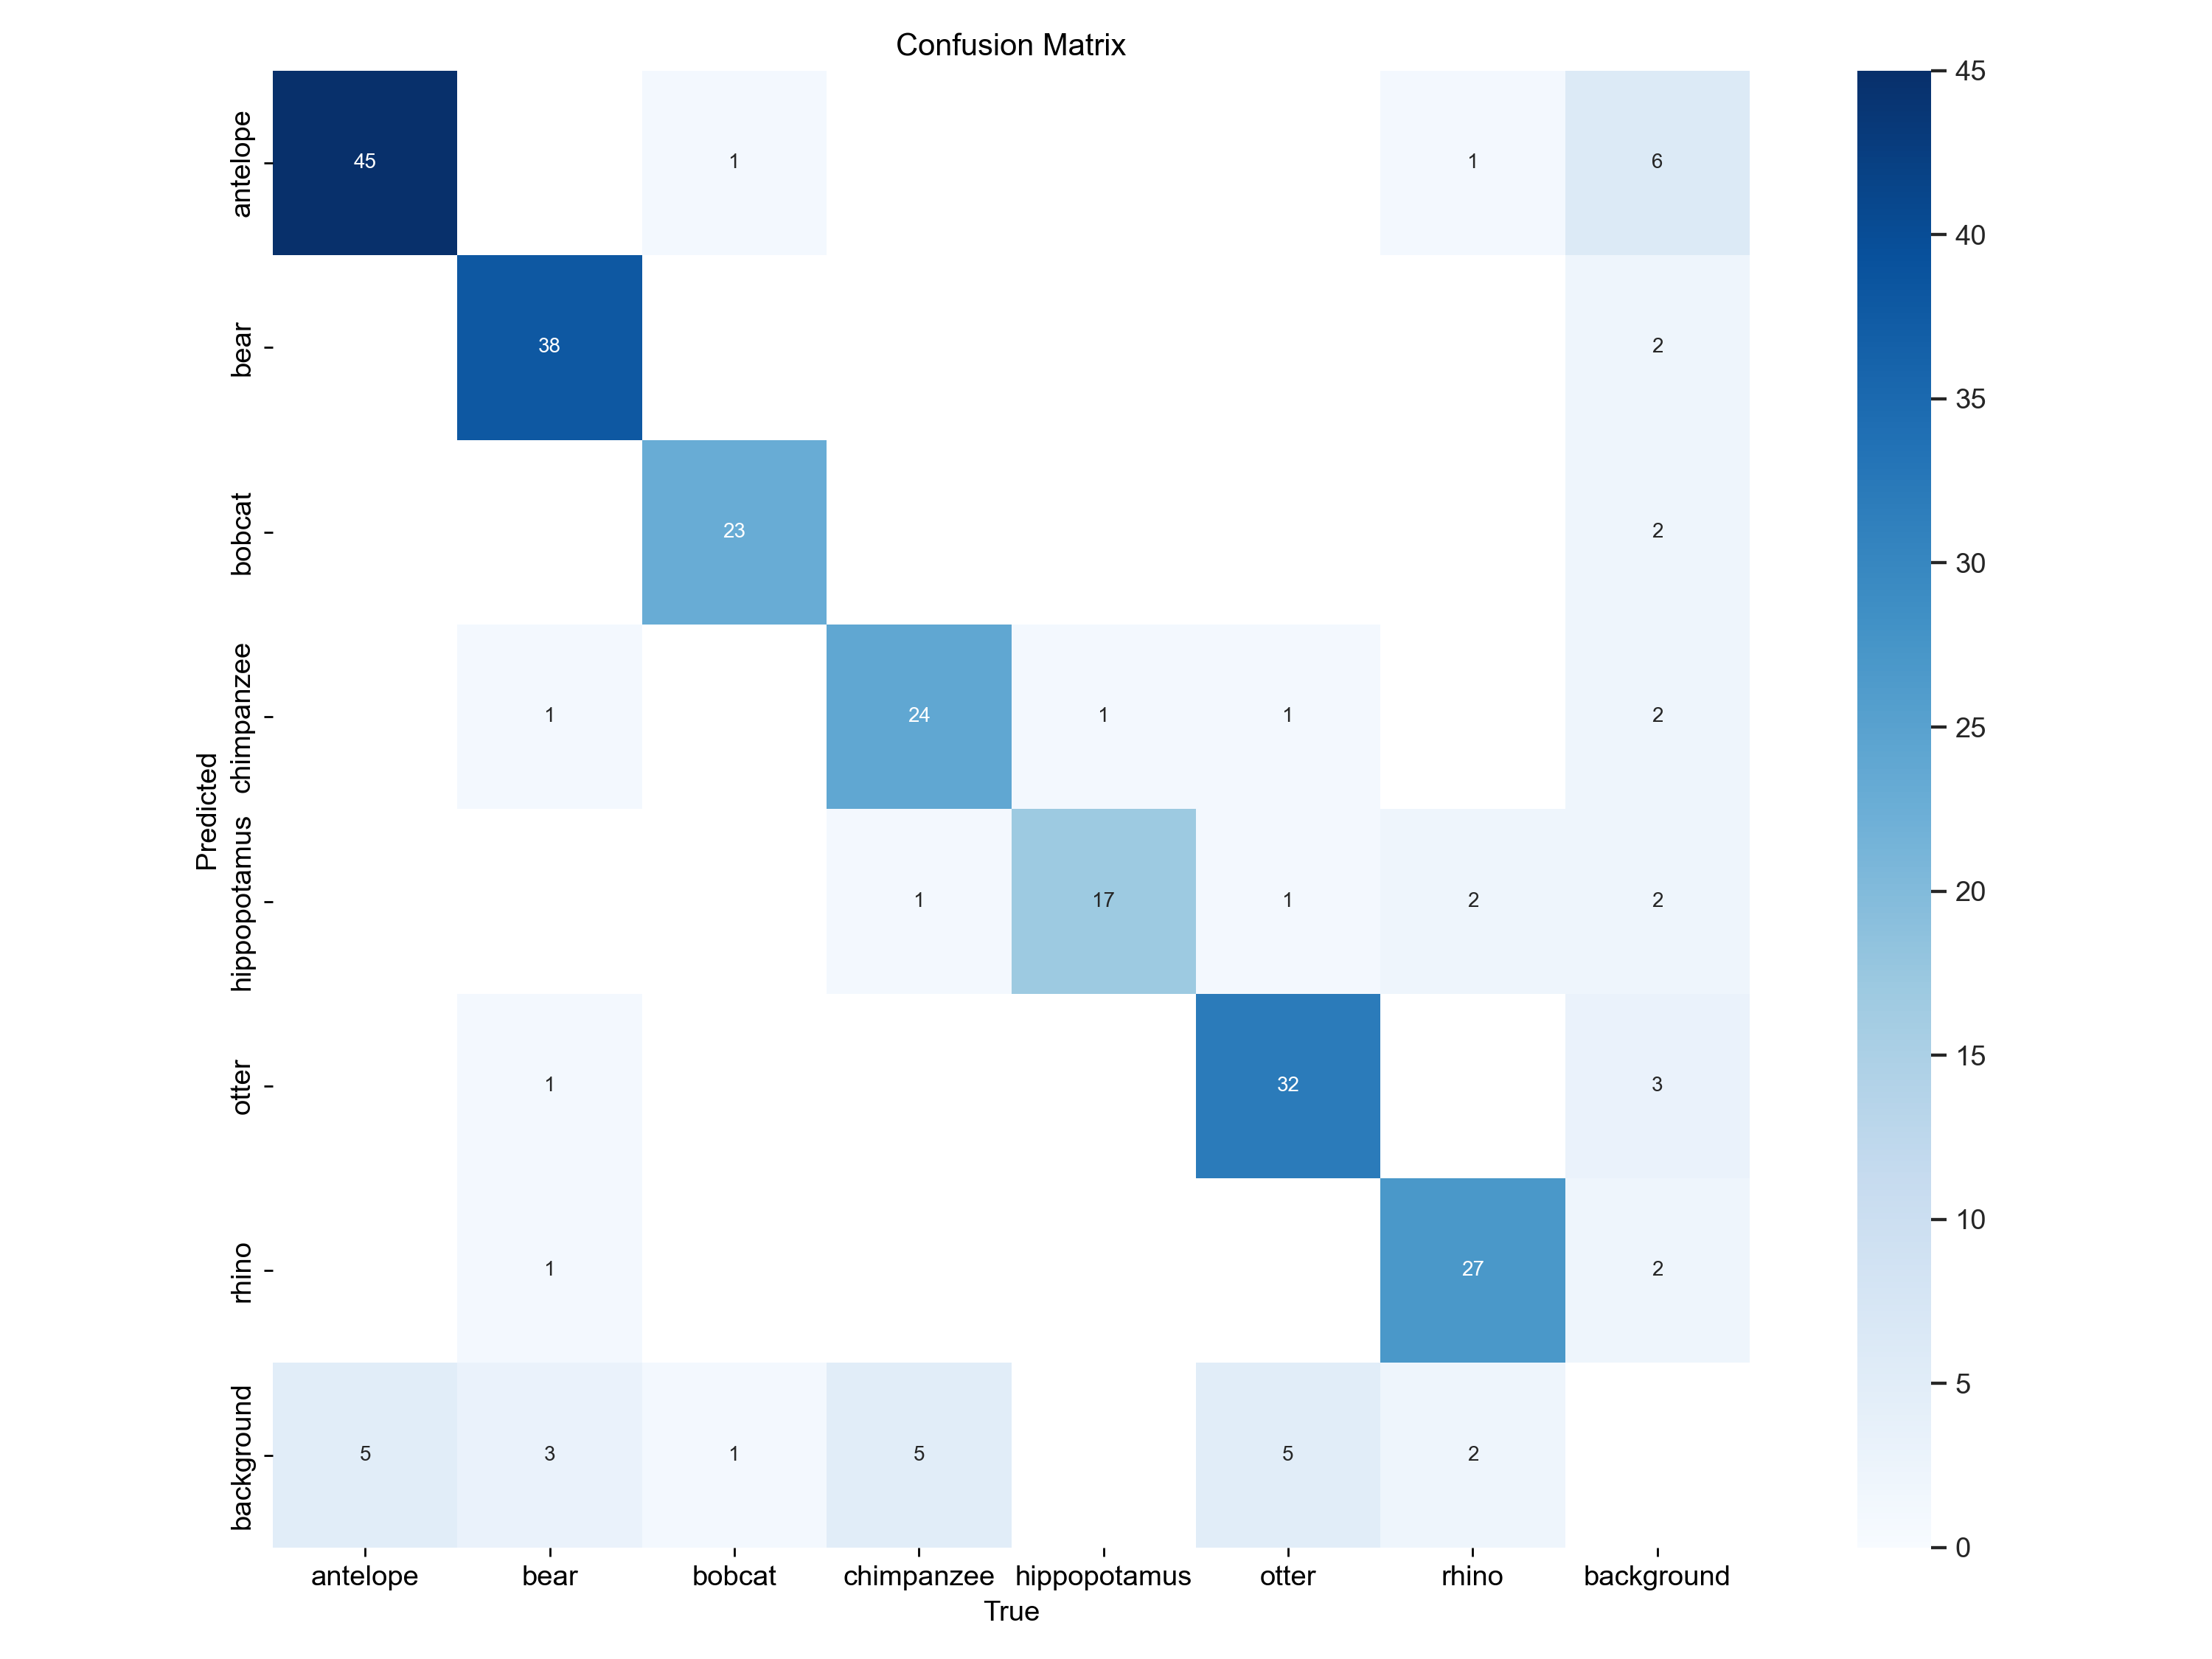 Confusion Matrix
antelope 45 1 1 6
bear 38 2
bobcat 23 2
chimpanzee 1 24 1 1 2
hippopotamus 1 17 1 2 2
otter 1 32 3
rhino 1 27 2
background 5 3 1 5 5 2
Predicted
antelope bear bobcat chimpanzee hippopotamus otter rhino background
True
45
40
35
30
25
20
15
10
5
0